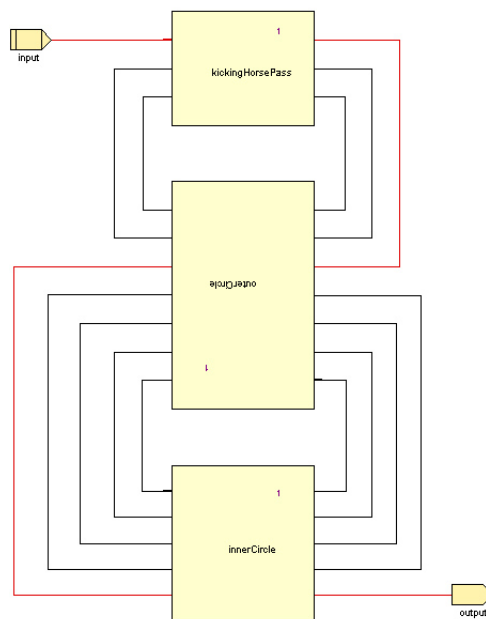 1
input
kickingHorsePass
outerCircle
1
1
innerCircle
output